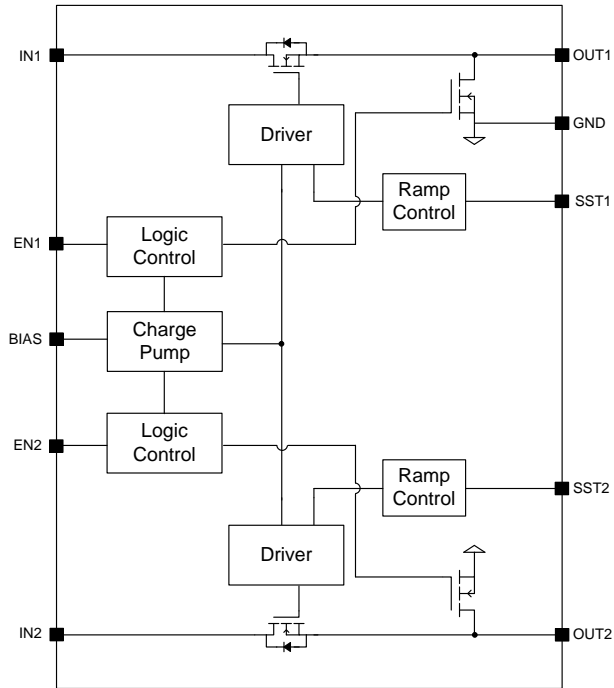 IN1
OUT1
GND
Driver
Ramp
Control
SST1
EN1
Logic
Control
BIAS
Charge
Pump
EN2
Logic
Control
Ramp
Control
SST2
Driver
IN2
OUT2